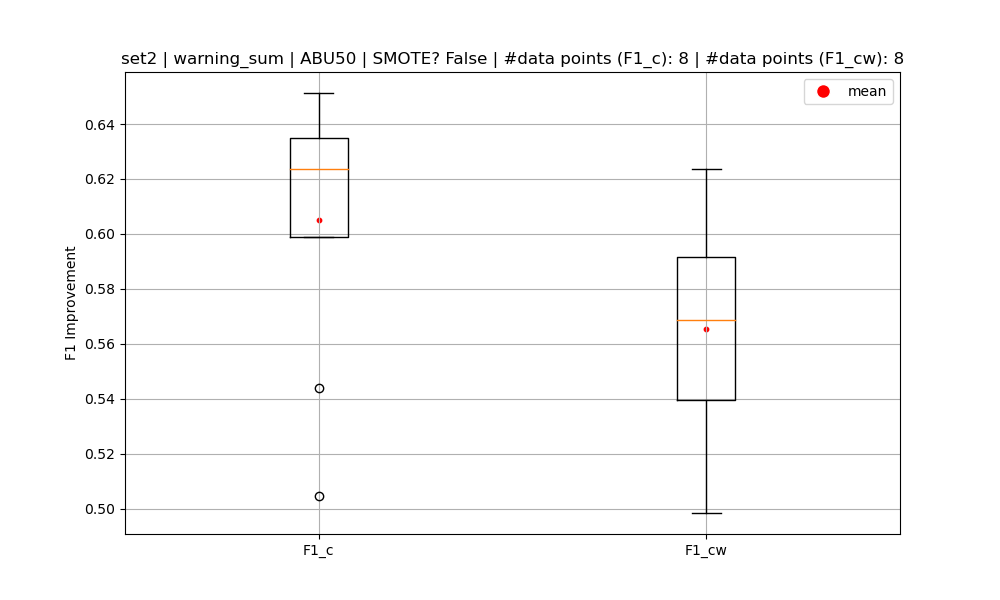 set2 | warning_sum | ABU50 | SMOTE? False | #data points (F1_c): 8 | #data points (F1_cw): 8
mean
F1 Improvement
0.64
0.62
0.60
0.58
0.56
0.54
0.52
0.50
F1_c
F1_cw